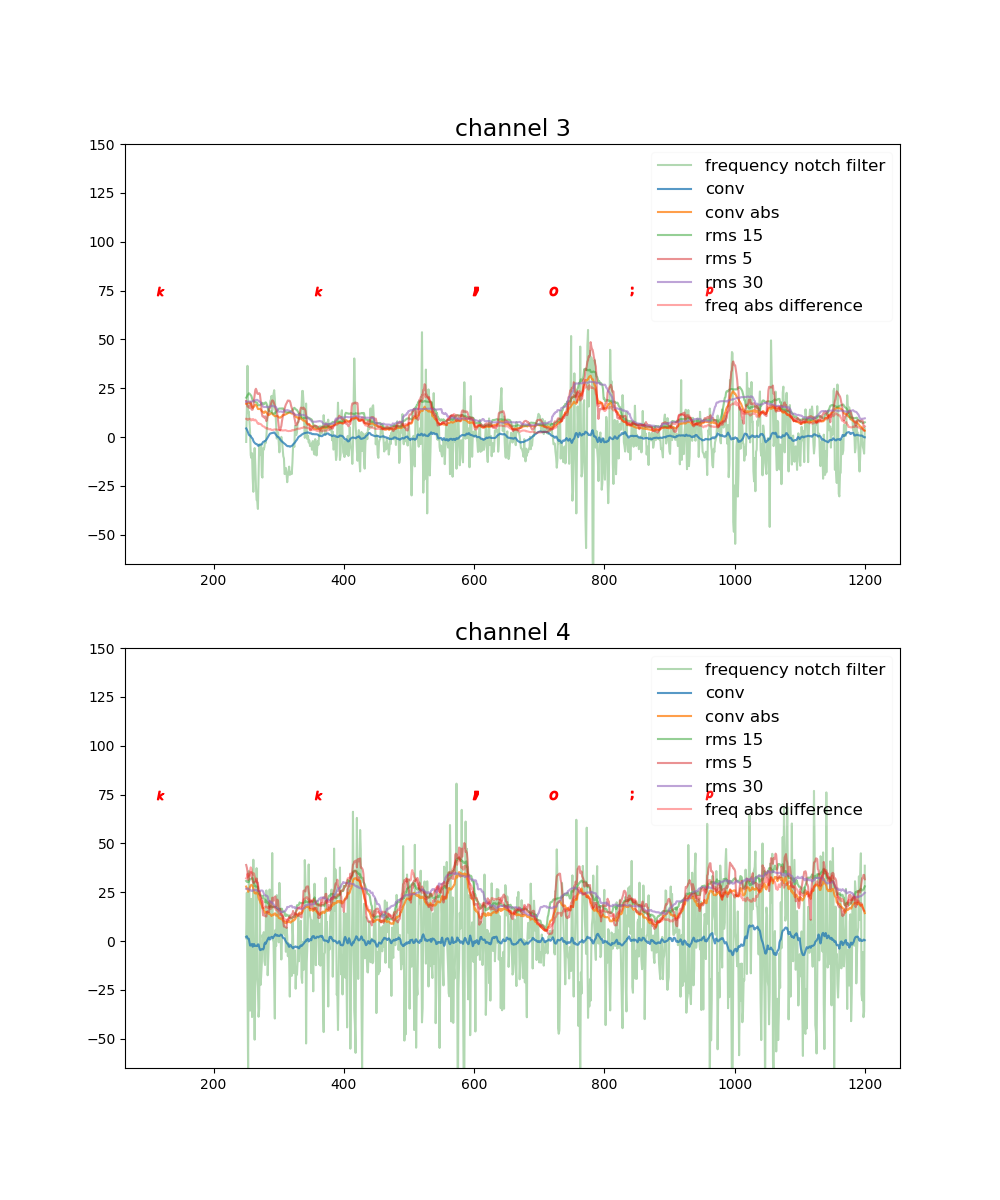 channel 3
150
125
100
75
50
25
0
−25
−50
frequency notch filter
conv
conv abs
rms 15
rms 5
rms 30
freq abs difference
k k o ; p
200 400 600 800 1000 1200
channel 4
150
125
100
75
50
25
0
−25
−50
frequency notch filter
conv
conv abs
rms 15
rms 5
rms 30
freq abs difference
k k o ; p
200 400 600 800 1000 1200